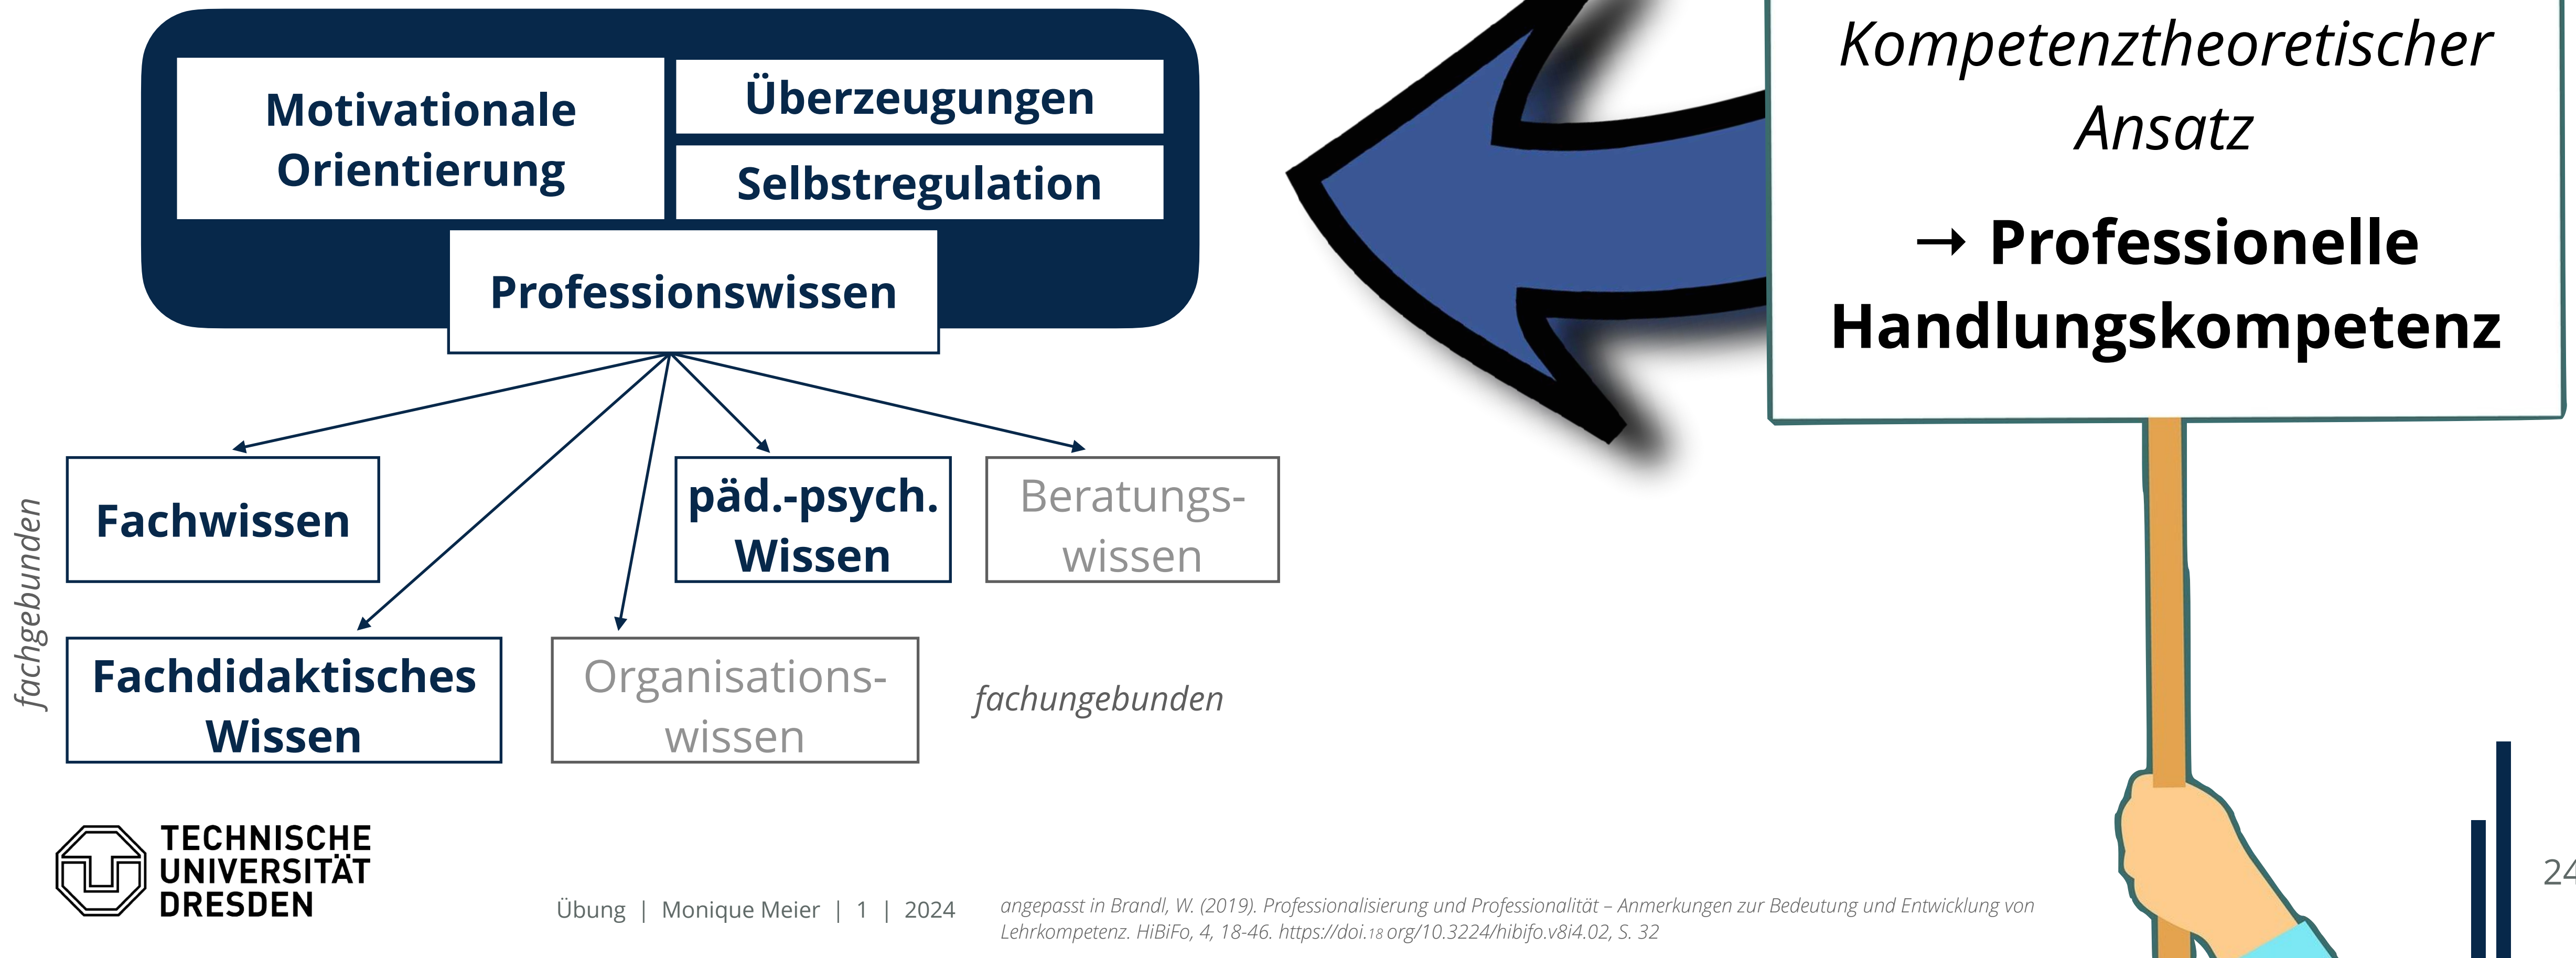 Motivationale
Orientierung
Überzeugungen
Selbstregulation
Professionswissen
Kompetenztheoretischer
Ansatz
→ Professionelle
Handlungskompetenz
fachgebunden
Fachwissen
päd.-psych.
Wissen
Beratungs-
wissen
Fachdidaktisches
Wissen
Organisations-
wissen
fachungebunden
TECHNISCHE
UNIVERSITÄT
DRESDEN
Übung | Monique Meier | 1 | 2024
angepasst in Brandl, W. (2019). Professionalisierung und Professionalität – Anmerkungen zur Bedeutung und Entwicklung von
Lehrkompetenz. HiBiFo, 4, 18-46. https://doi.18 org/10.3224/hibifo.v8i4.02, S. 32
24